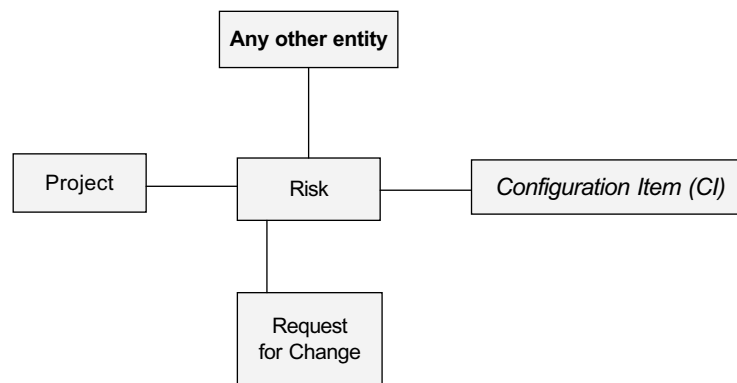 Any other entity
Project
Risk
Configuration Item (CI)
Request
for Change